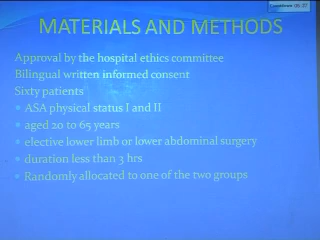 MATERIALS AND METHODS
Approval by the hospital ethics committee
Bilingual written informed consent
Sixty patients
ASA physical status I and II
aged 20 to 65 years
elective lower limb or lower abdominal surgery
duration less than 3 hrs
Randomly allocated to one of the two groups